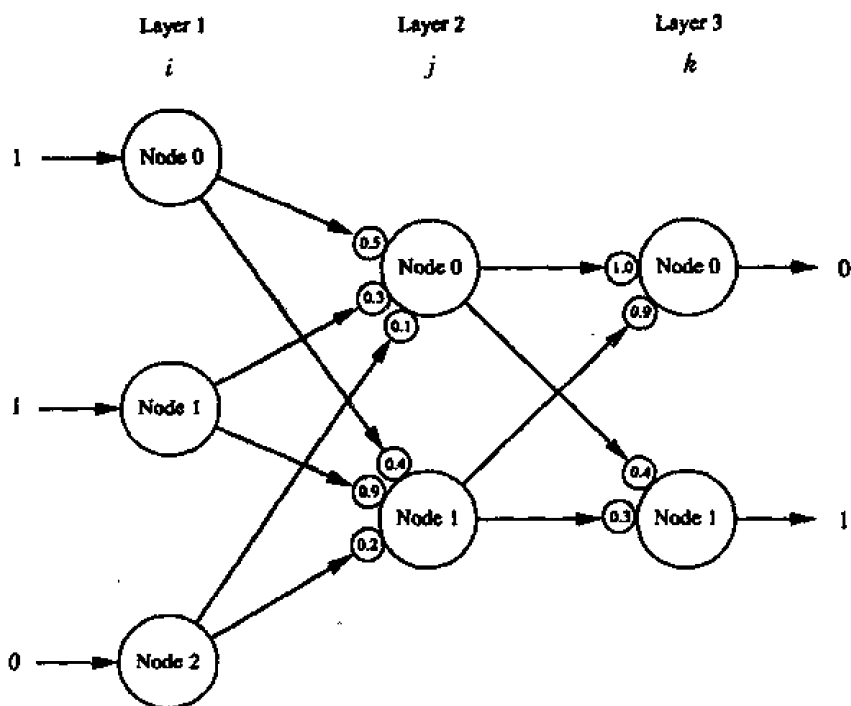 Layer 1 Layer 2 Layer 3
i j k
1 Node 0
0.5 Node 0 1.0 Node 0 0
0.3 0.9
0.1
1 Node 1
0.4 0.4
0.9 Node 1 0.3 Node 1 1
0.2
0 Node 2